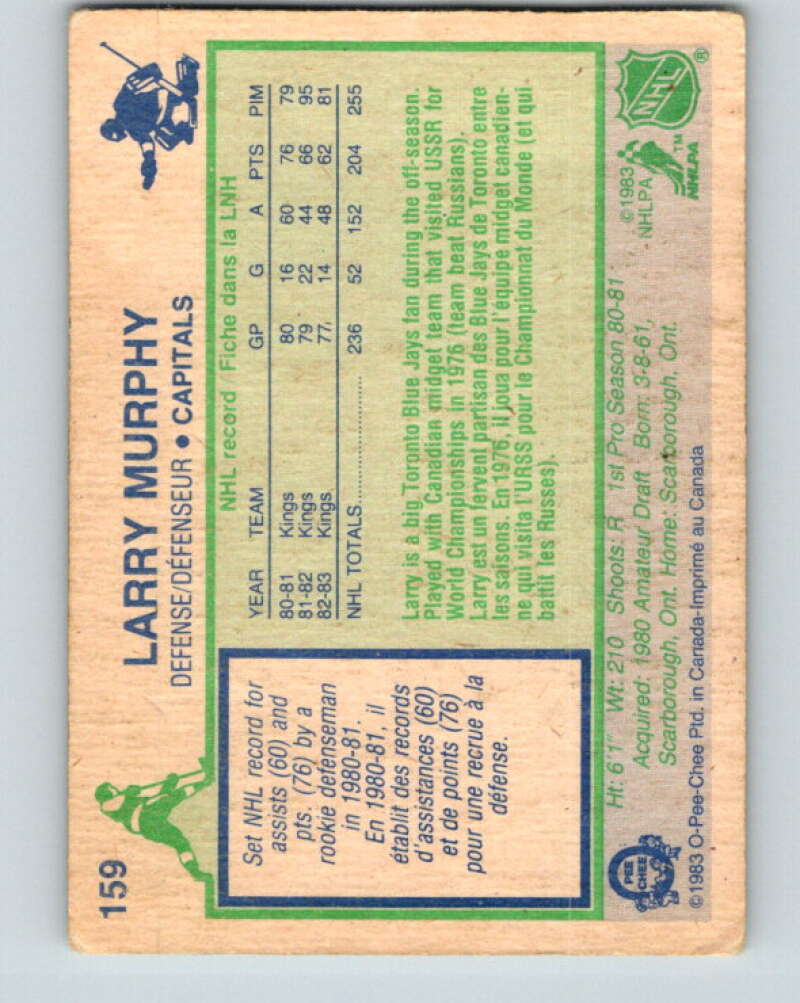 159
LARRY MURPHY
DEFENSE/DÉFENSEUR • CAPITALS
Set NHL record for
assists (60) and
pts. (76) by a
rookie defenseman
in 1980-81.
En 1980-81, il
établit des records
d'assistances (60)
et de points (76)
pour une recrue à la
défense.
NHL record / Fiche dans la LNH
YEAR TEAM GP G A PTS PIM
80-81 Kings 80 16 60 76 79
81-82 Kings 79 22 44 66 95
82-83 Kings 77 14 48 62 81
NHL TOTALS 236 52 152 204 255
Larry is a big Toronto Blue Jays fan during the off-season.
Played with Canadian midget team that visited USSR for
World Championships in 1976 (team beat Russians).
Larry est un fervent partisan des Blue Jays de Toronto entre
les saisons. En 1976, il joua pour l'équipe midget canadien-
ne qui visita l'URSS pour le Championnat du Monde (et qui
battit les Russes).
Ht: 6'1" Wt: 210 Shoots: R 1st Pro Season 80-81
Acquired: 1980 Amateur Draft Born: 3-8-61,
Scarborough, Ont. Home: Scarborough, Ont.
©1983 O-Pee-Chee Ptd. in Canada-Imprimé au Canada
PEE
CHEE
©1983
NHLPA
NHLPA
TM
NHL
®